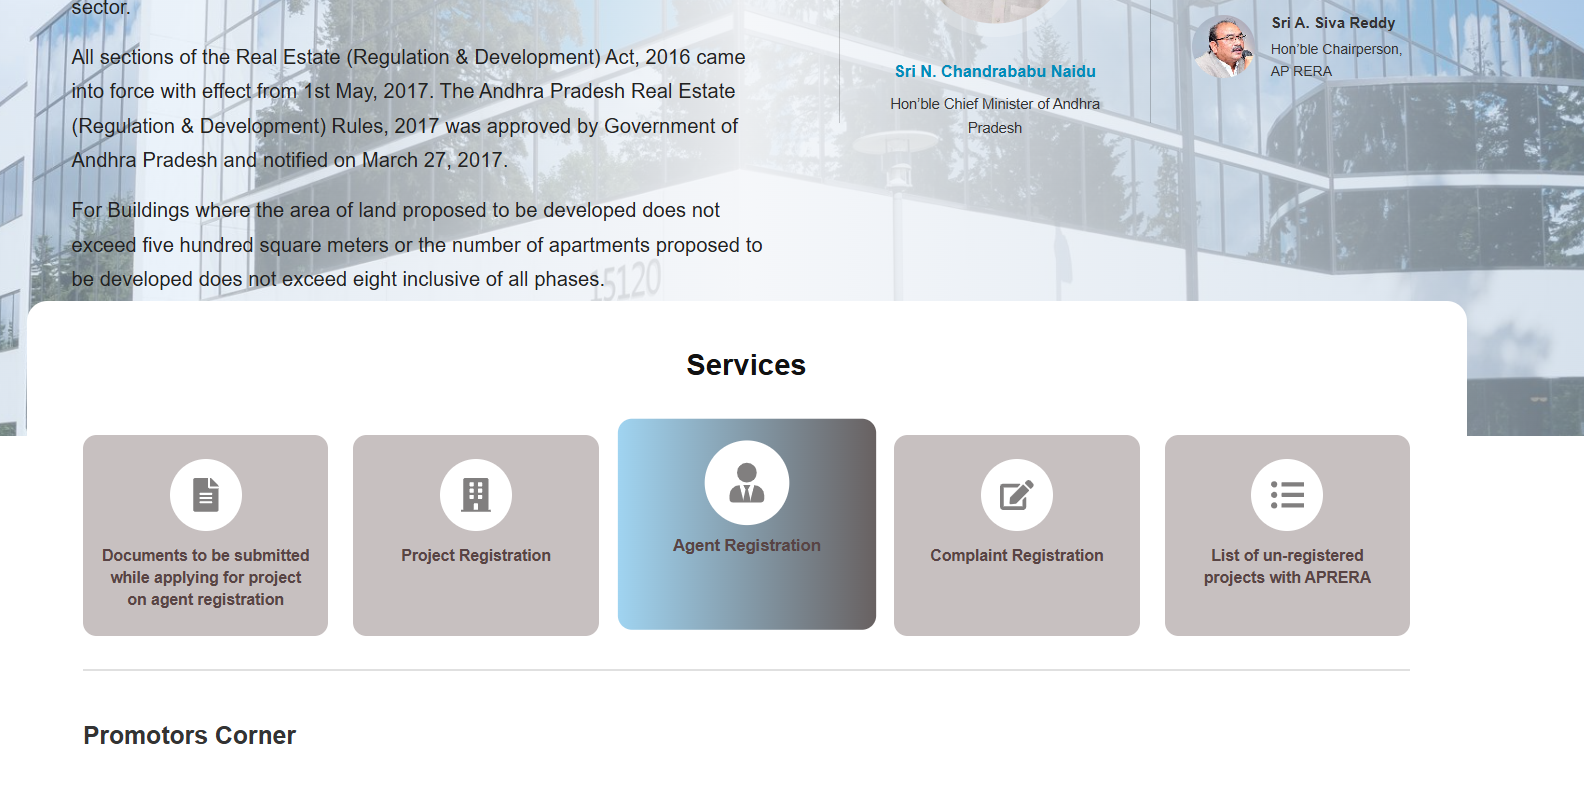 sector.
All sections of the Real Estate (Regulation & Development) Act, 2016 came
into force with effect from 1st May, 2017. The Andhra Pradesh Real Estate
(Regulation & Development) Rules, 2017 was approved by Government of
Andhra Pradesh and notified on March 27, 2017.
For Buildings where the area of land proposed to be developed does not
exceed five hundred square meters or the number of apartments proposed to
be developed does not exceed eight inclusive of all phases.
15120
Sri N. Chandrababu Naidu
Hon'ble Chief Minister of Andhra
Pradesh
Sri A. Siva Reddy
Hon'ble Chairperson,
AP RERA
Services
Documents to be submitted
while applying for project
on agent registration
Project Registration
Agent Registration
Complaint Registration
List of un-registered
projects with APRERA
Promotors Corner